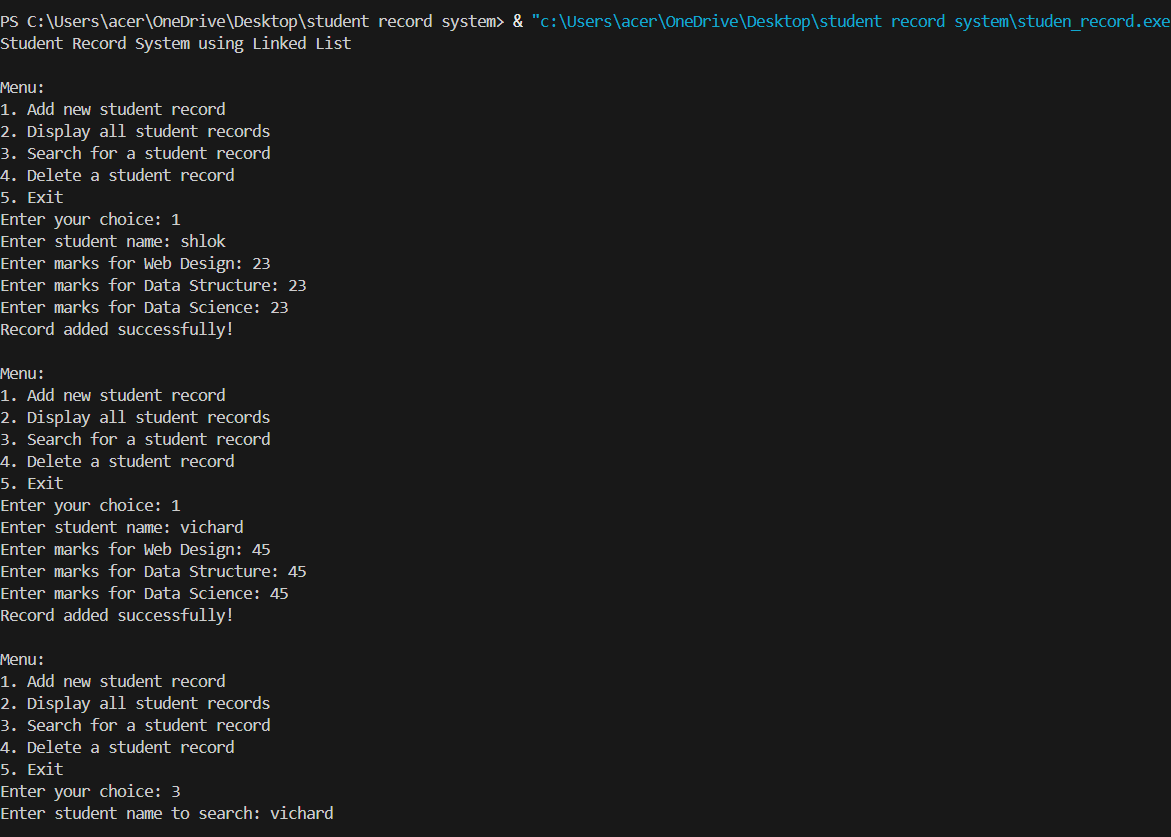 PS C:\Users\acer\OneDrive\Desktop\student record system> & "c:\Users\acer\OneDrive\Desktop\student record system\studen_record.exe
Student Record System using Linked List
Menu:
1. Add new student record
2. Display all student records
3. Search for a student record
4. Delete a student record
5. Exit
Enter your choice: 1
Enter student name: shlok
Enter marks for Web Design: 23
Enter marks for Data Structure: 23
Enter marks for Data Science: 23
Record added successfully!
Menu:
1. Add new student record
2. Display all student records
3. Search for a student record
4. Delete a student record
5. Exit
Enter your choice: 1
Enter student name: vichard
Enter marks for Web Design: 45
Enter marks for Data Structure: 45
Enter marks for Data Science: 45
Record added successfully!
Menu:
1. Add new student record
2. Display all student records
3. Search for a student record
4. Delete a student record
5. Exit
Enter your choice: 3
Enter student name to search: vichard